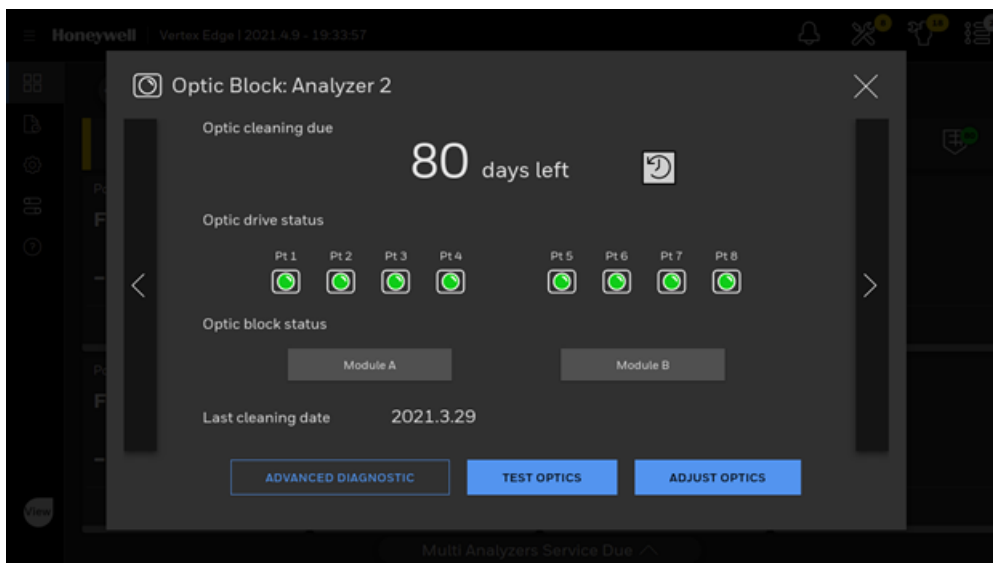 Honeywell | Vertex Edge | 2021.4.9 - 19:33:57
Optic Block: Analyzer 2
Optic cleaning due
80 days left
Optic drive status
Pt 1 Pt 2 Pt 3 Pt 4 Pt 5 Pt 6 Pt 7 Pt 8
Optic block status
Module A Module B
Last cleaning date 2021.3.29
ADVANCED DIAGNOSTIC TEST OPTICS ADJUST OPTICS
View
Multi Analyzers Service Due